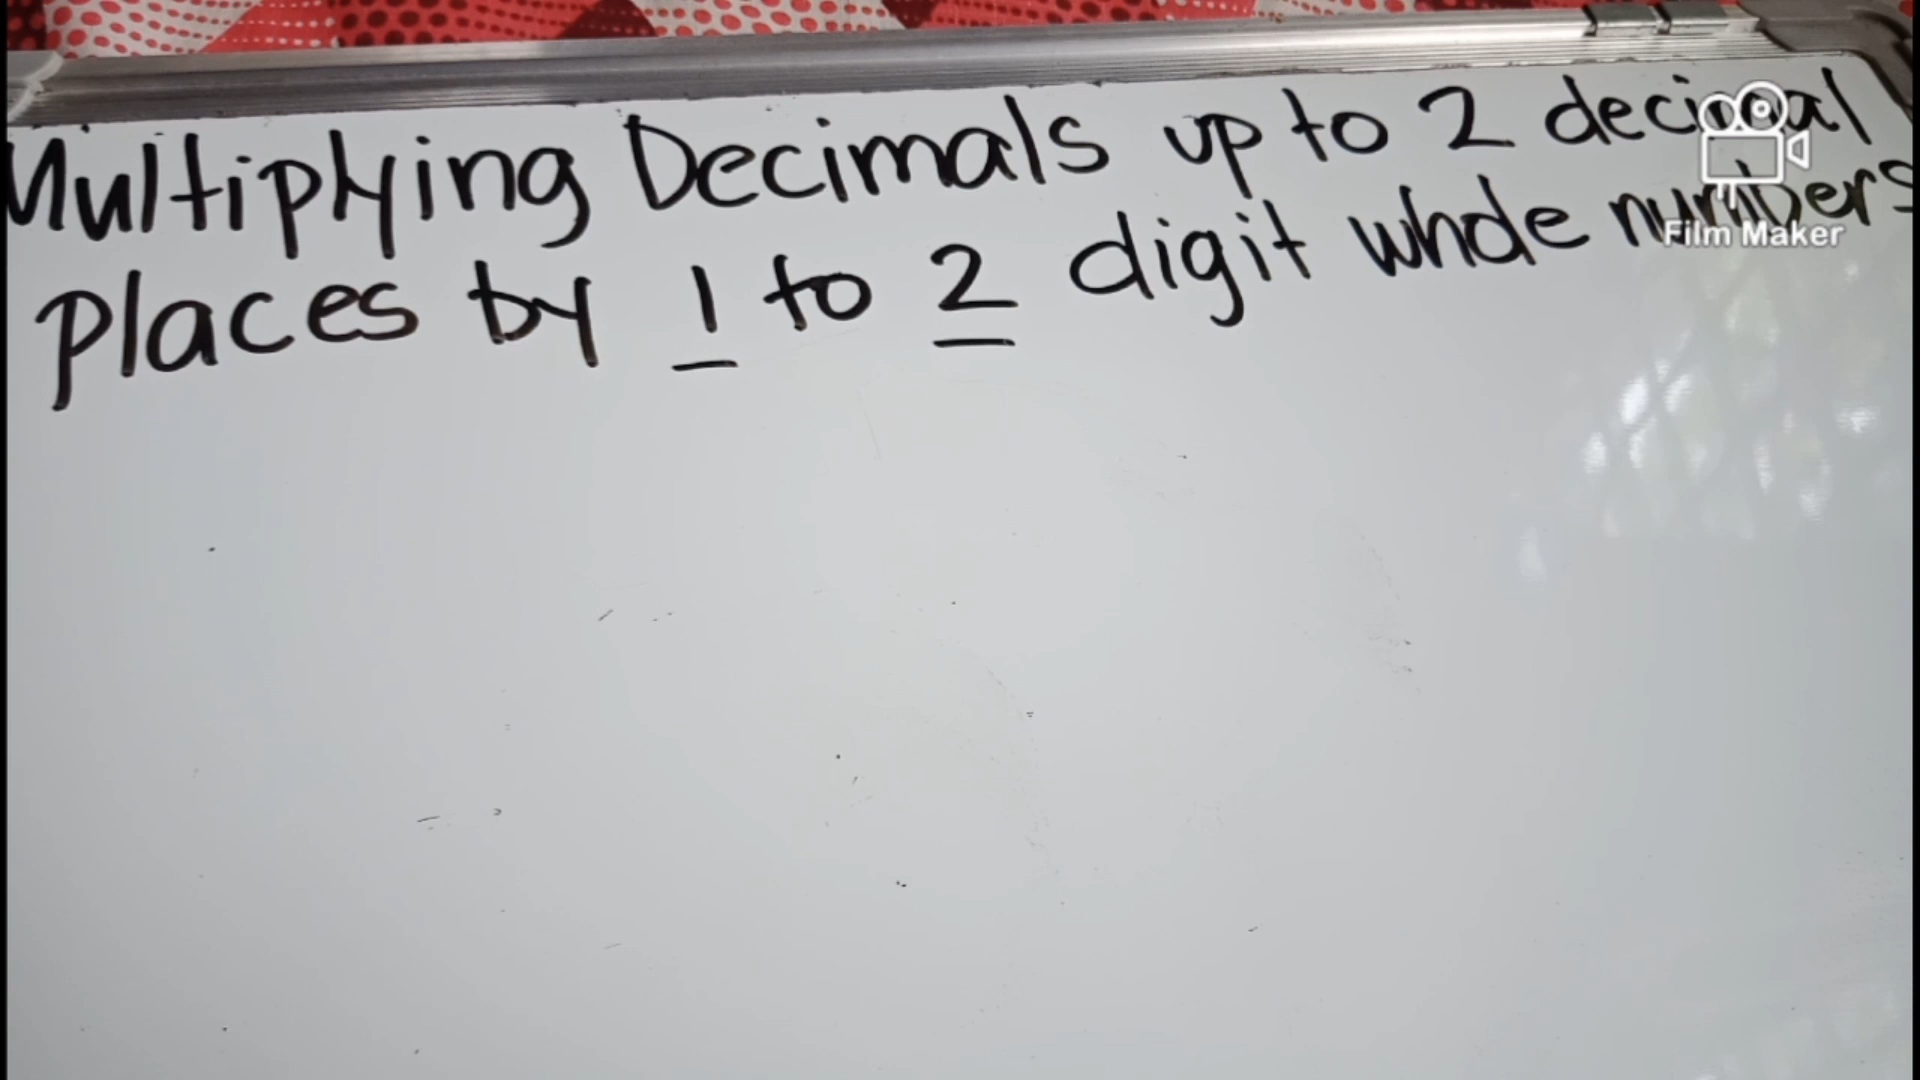 Multiplying Decimals up to 2 decimal
places by 1 to 2 digit whole numbers
Film Maker